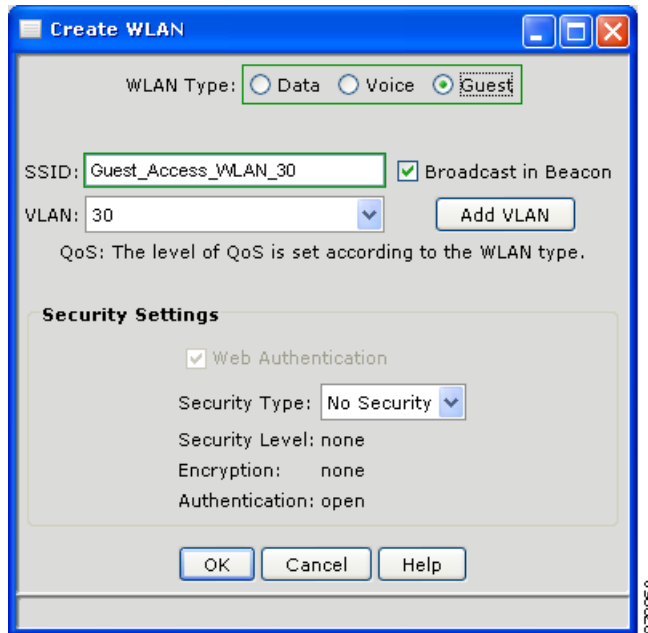 Create WLAN
WLAN Type: Data Voice Guest
SSID: Guest_Access_WLAN_30 Broadcast in Beacon
VLAN: 30 Add VLAN
QoS: The level of QoS is set according to the WLAN type.
Security Settings
Web Authentication
Security Type: No Security
Security Level: none
Encryption: none
Authentication: open
OK Cancel Help